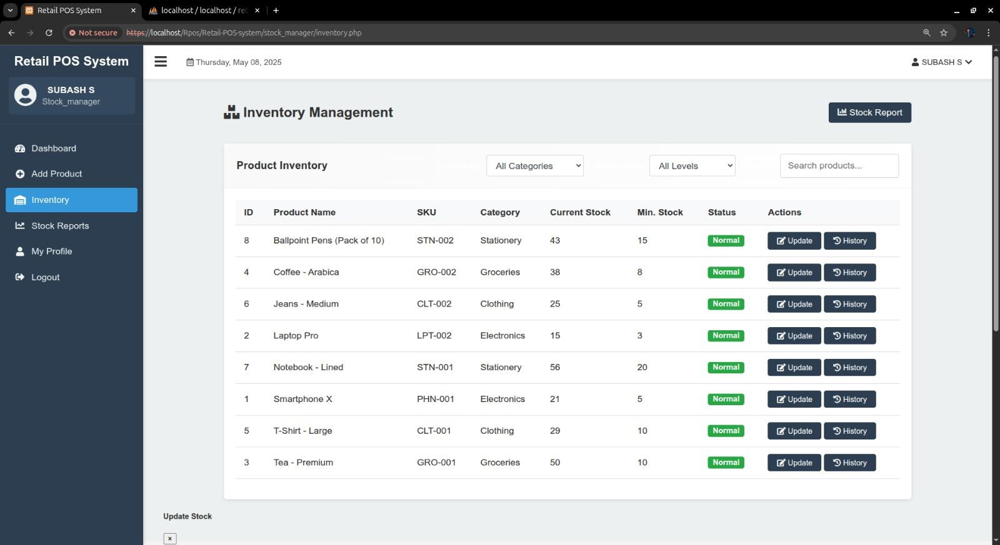 Retail POS System
localhost / localhost / ret
Not secure
https://localhost/Rpos/Retail-POS-system/stock_manager/inventory.php
Retail POS System
SUBASH S
Stock_manager
Dashboard
Add Product
Inventory
Stock Reports
My Profile
Logout
Thursday, May 08, 2025
SUBASH S
Inventory Management
Stock Report
Product Inventory
All Categories
All Levels
Search products...
ID Product Name SKU Category Current Stock Min. Stock Status Actions
8 Ballpoint Pens (Pack of 10) STN-002 Stationery 43 15 Normal Update History
4 Coffee - Arabica GRO-002 Groceries 38 8 Normal Update History
6 Jeans - Medium CLT-002 Clothing 25 5 Normal Update History
2 Laptop Pro LPT-002 Electronics 15 3 Normal Update History
7 Notebook - Lined STN-001 Stationery 56 20 Normal Update History
1 Smartphone X PHN-001 Electronics 21 5 Normal Update History
5 T-Shirt - Large CLT-001 Clothing 29 10 Normal Update History
3 Tea - Premium GRO-001 Groceries 50 10 Normal Update History
Update Stock
×